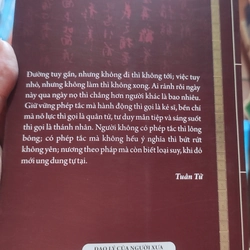 Đường tuy gần, nhưng không đi thì không tới; việc tuy
nhỏ, nhưng không làm thì không xong. Ai rảnh rỗi ngày
này qua ngày nọ thì chẳng hơn người khác là bao nhiêu.
Giữ vững phép tắc mà hành động thì gọi là kẻ sĩ, bền chí
mà nỗ lực thì gọi là quân tử, tư duy mẫn tiệp và sáng suốt
thì gọi là thánh nhân. Người không có phép tắc thì lông
bông; có phép tắc mà không hiểu ý nghĩa thì bứt rứt
không yên; nương theo pháp mà còn biết loại suy, khi đó
mới ung dung tự tại.
Tuân Tử
ĐẠO LÝ CỦA NGƯỜI XƯA